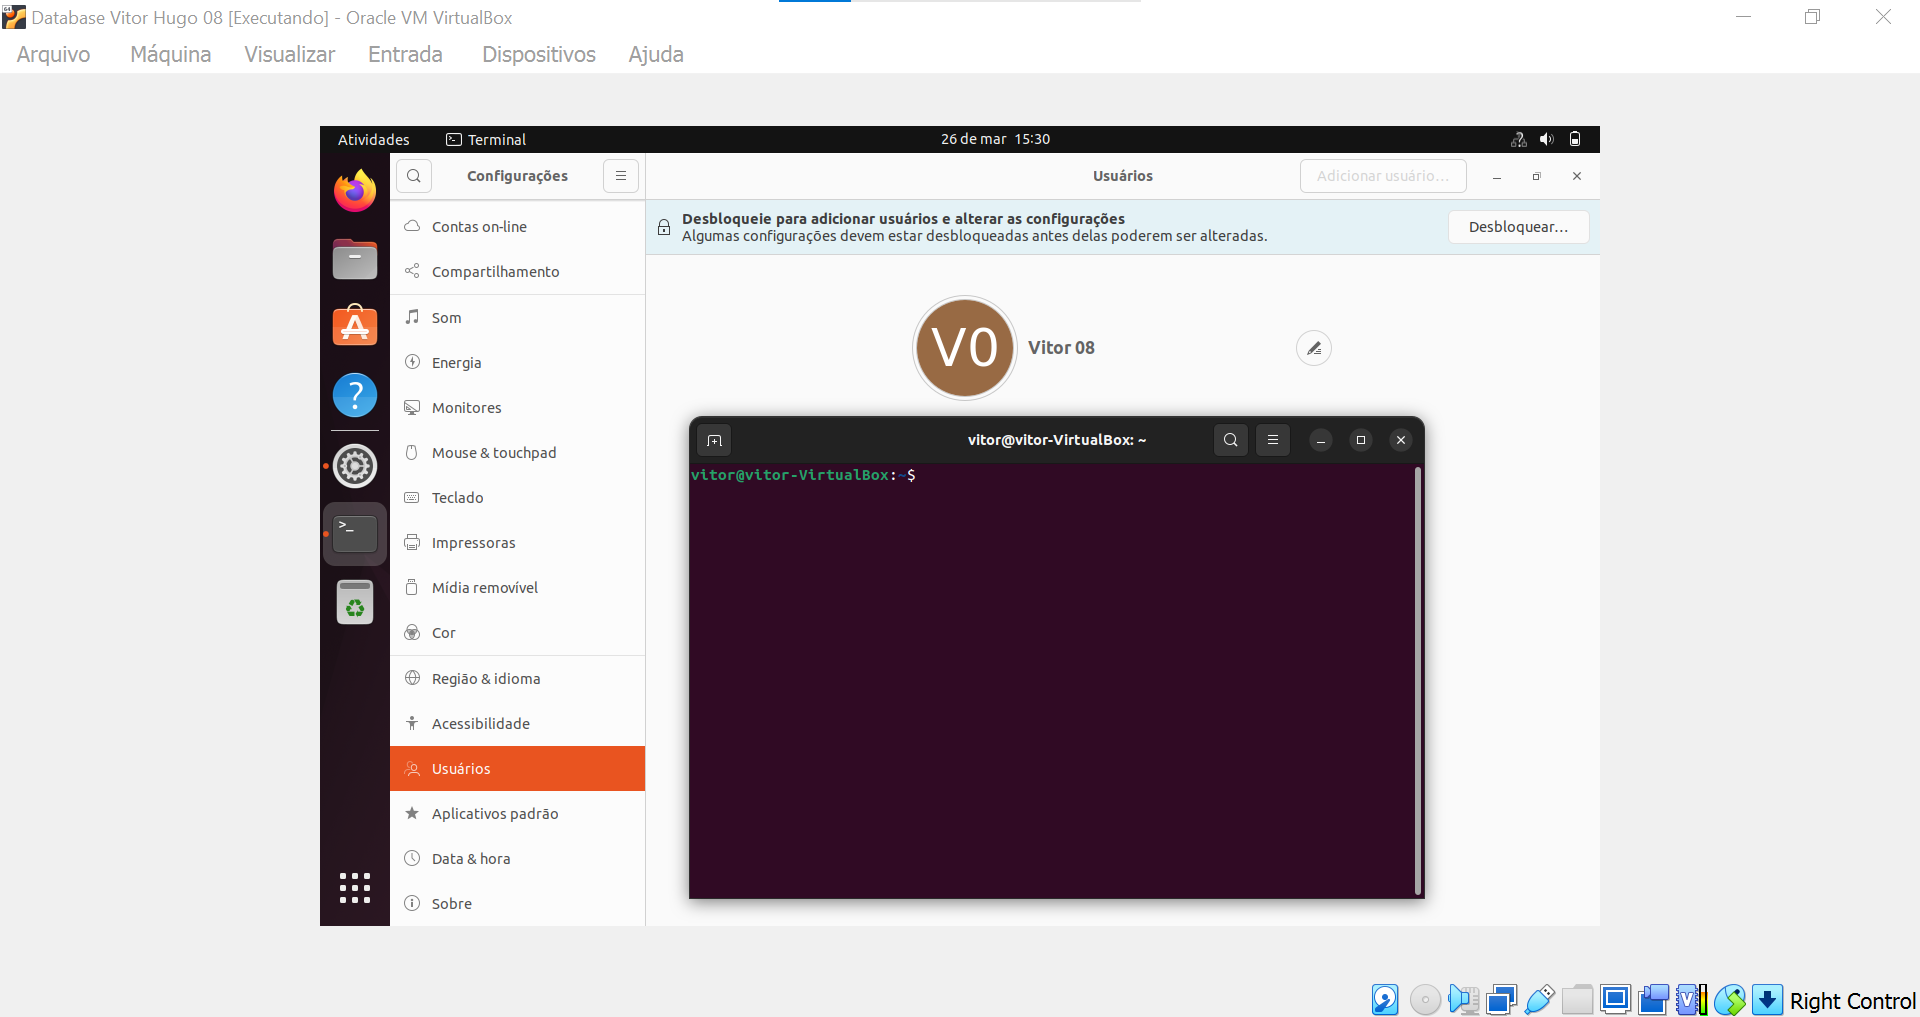 Database Vitor Hugo 08 [Executando] - Oracle VM VirtualBox
Arquivo Máquina Visualizar Entrada Dispositivos Ajuda
Atividades Terminal 26 de mar 15:30
Configurações Usuários Adicionar usuário...
Desbloqueie para adicionar usuários e alterar as configurações
Algumas configurações devem estar desbloqueadas antes delas poderem ser alteradas.
Desbloquear...
Contas on-line
Compartilhamento
Som
Energia
Monitores
Mouse & touchpad
Teclado
Impressoras
Mídia removível
Cor
Região & idioma
Acessibilidade
Usuários
Aplicativos padrão
Data & hora
Sobre
V0 Vitor 08
vitor@vitor-VirtualBox: ~
vitor@vitor-VirtualBox:~$
Right Control